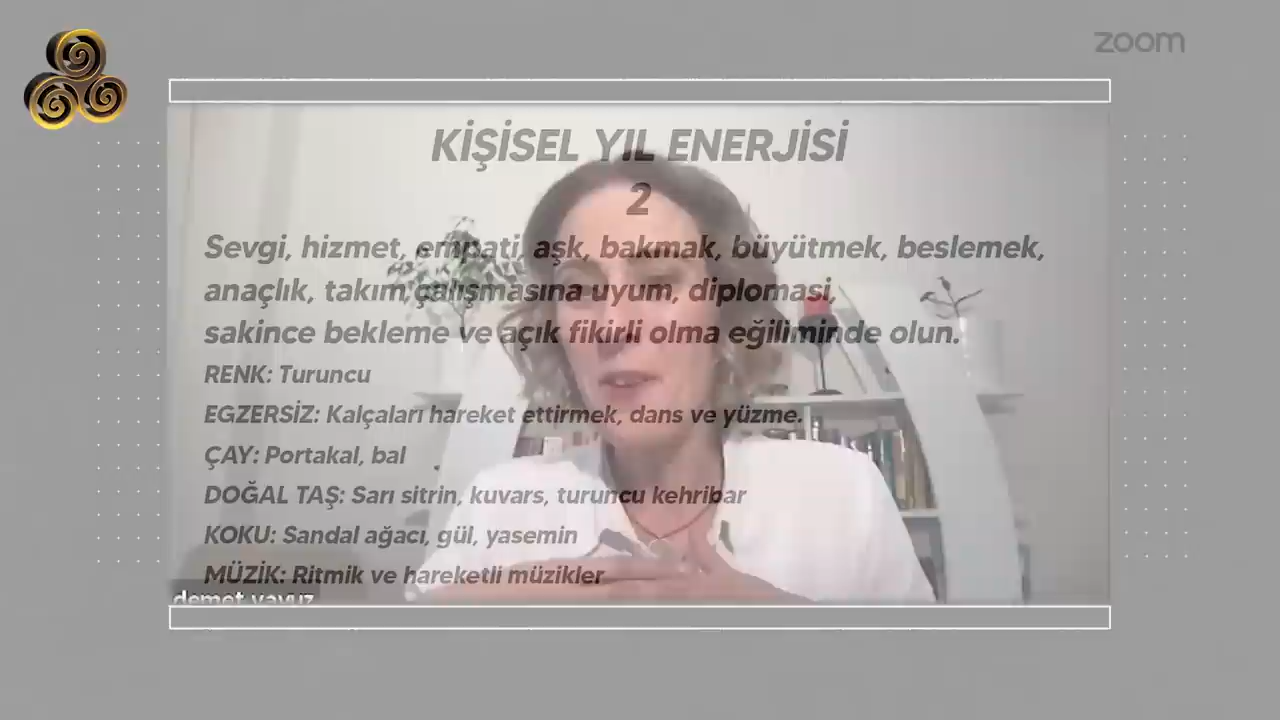 zoom
KİŞİSEL YIL ENERJİSİ
2
Sevgi, hizmet, empati, aşk, bakmak, büyütmek, beslemek,
anaçlık, takım çalışmasına uyum, diplomasi,
sakince bekleme ve açık fikirli olma eğiliminde olun.
RENK: Turuncu
EGZERSİZ: Kalçaları hareket ettirmek, dans ve yüzme.
ÇAY: Portakal, bal
DOĞAL TAŞ: Sarı sitrin, kuvars, turuncu kehribar
KOKU: Sandal ağacı, gül, yasemin
MÜZİK: Ritmik ve hareketli müzikler
demet yavuz